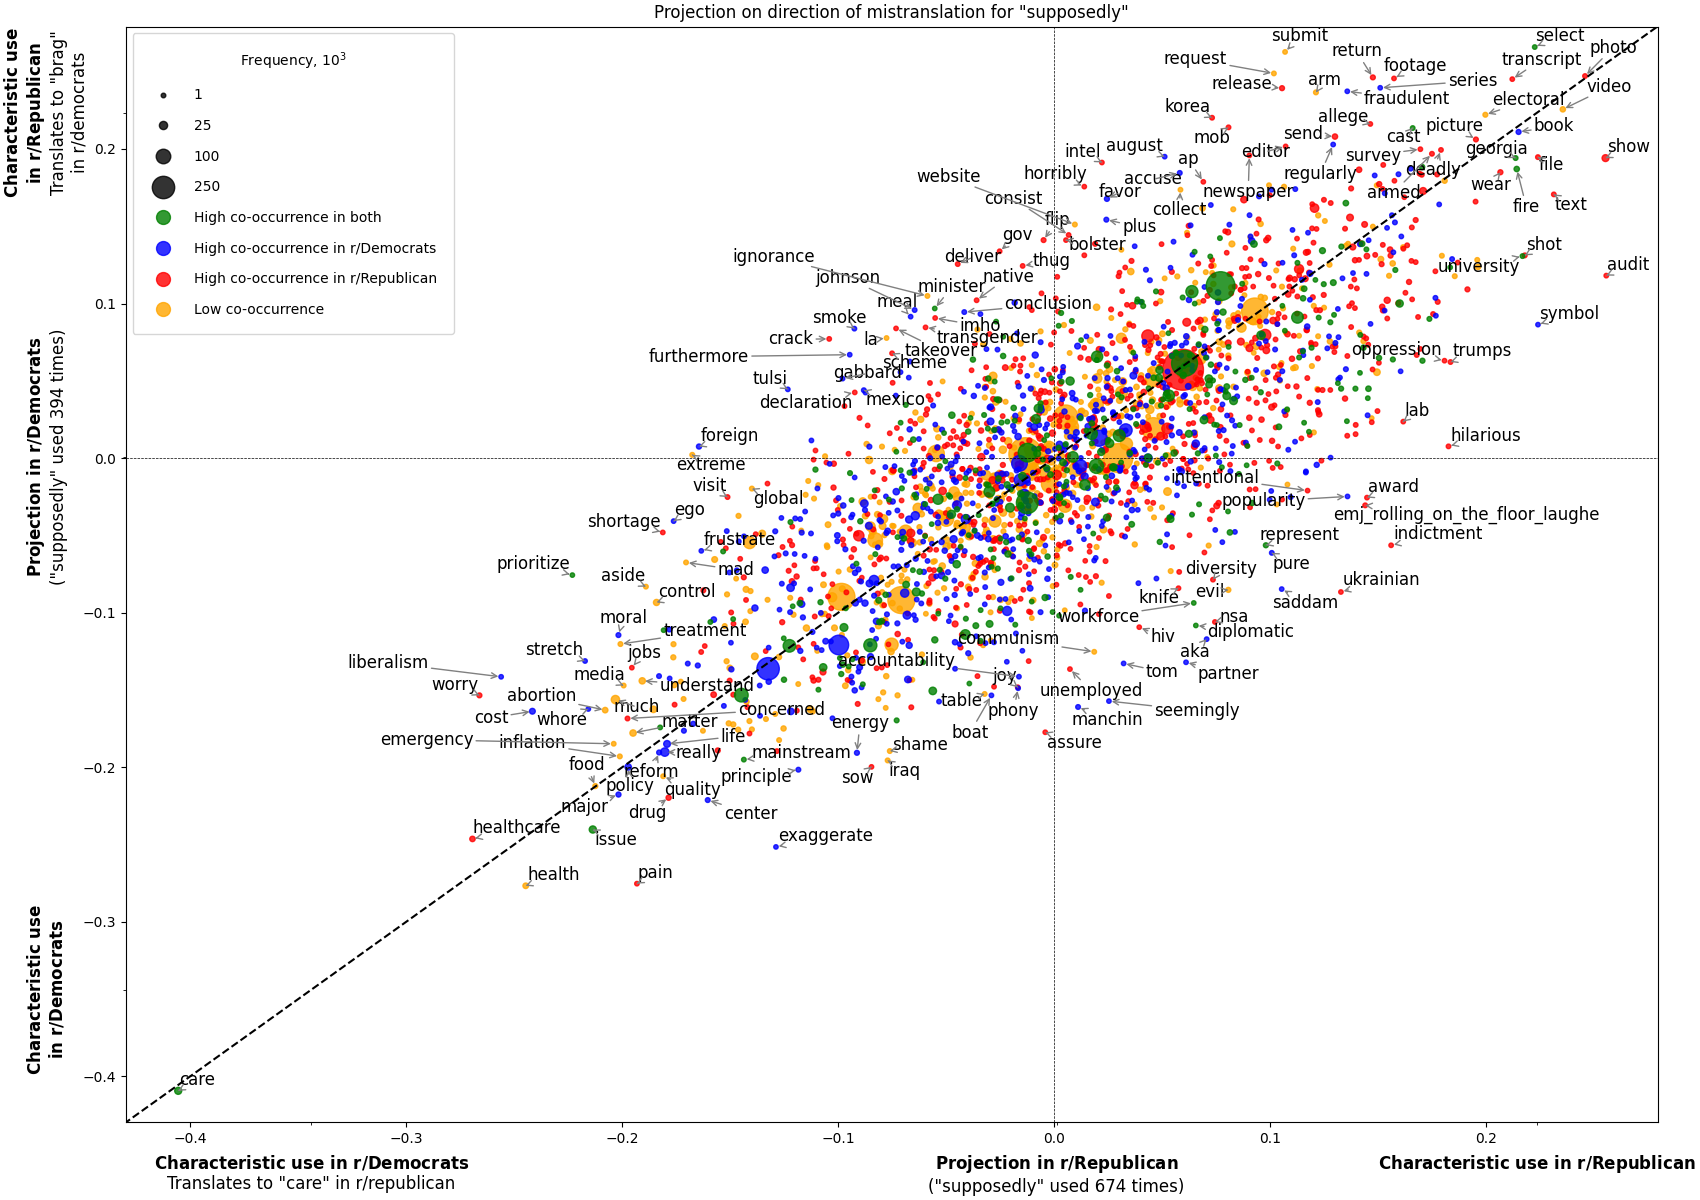 Projection on direction of mistranslation for "supposedly"
Characteristic use
in r/Republican
Translates to "brag"
in r/democrats
Projection in r/Democrats
("supposedly" used 394 times)
Characteristic use
in r/Democrats
Frequency, 10^3
1
25
100
250
High co-occurrence in both
High co-occurrence in r/Democrats
High co-occurrence in r/Republican
Low co-occurrence
0.2
0.1
0.0
−0.1
−0.2
−0.3
−0.4
submit
select
request
return
footage
transcript
photo
release
arm
series
video
korea
fraudulent
electoral
mob
send
allege
cast
picture
book
intel
august
ap
editor
survey
georgia
file
show
horribly
accuse
regularly
deadly
website
favor
newspaper
armed
wear
consist
collect
fire
text
flip
plus
gov
bolster
shot
ignorance
deliver
thug
university
audit
johnson
minister
native
meal
conclusion
smoke
imho
symbol
crack
la
transgender
furthermore
takeover
oppression
trumps
scheme
tulsi
gabbard
declaration
mexico
lab
foreign
hilarious
extreme
visit
global
intentional
popularity
award
shortage
ego
emj_rolling_on_the_floor_laughe
frustrate
represent
indictment
prioritize
mad
pure
aside
diversity
ukrainian
control
knife
evil
saddam
moral
workforce
nsa
treatment
hiv
diplomatic
stretch
jobs
communism
aka
liberalism
accountability
tom
partner
worry
media
understand
joy
unemployed
abortion
much
concerned
table
phony
seemingly
cost
whore
matter
energy
boat
manchin
emergency
inflation
life
shame
assure
really
mainstream
food
reform
principle
sow
iraq
policy
quality
major
drug
center
healthcare
issue
exaggerate
health
pain
care
−0.4
−0.3
−0.2
−0.1
0.0
0.1
0.2
Characteristic use in r/Democrats
Translates to "care" in r/republican
Projection in r/Republican
("supposedly" used 674 times)
Characteristic use in r/Republican